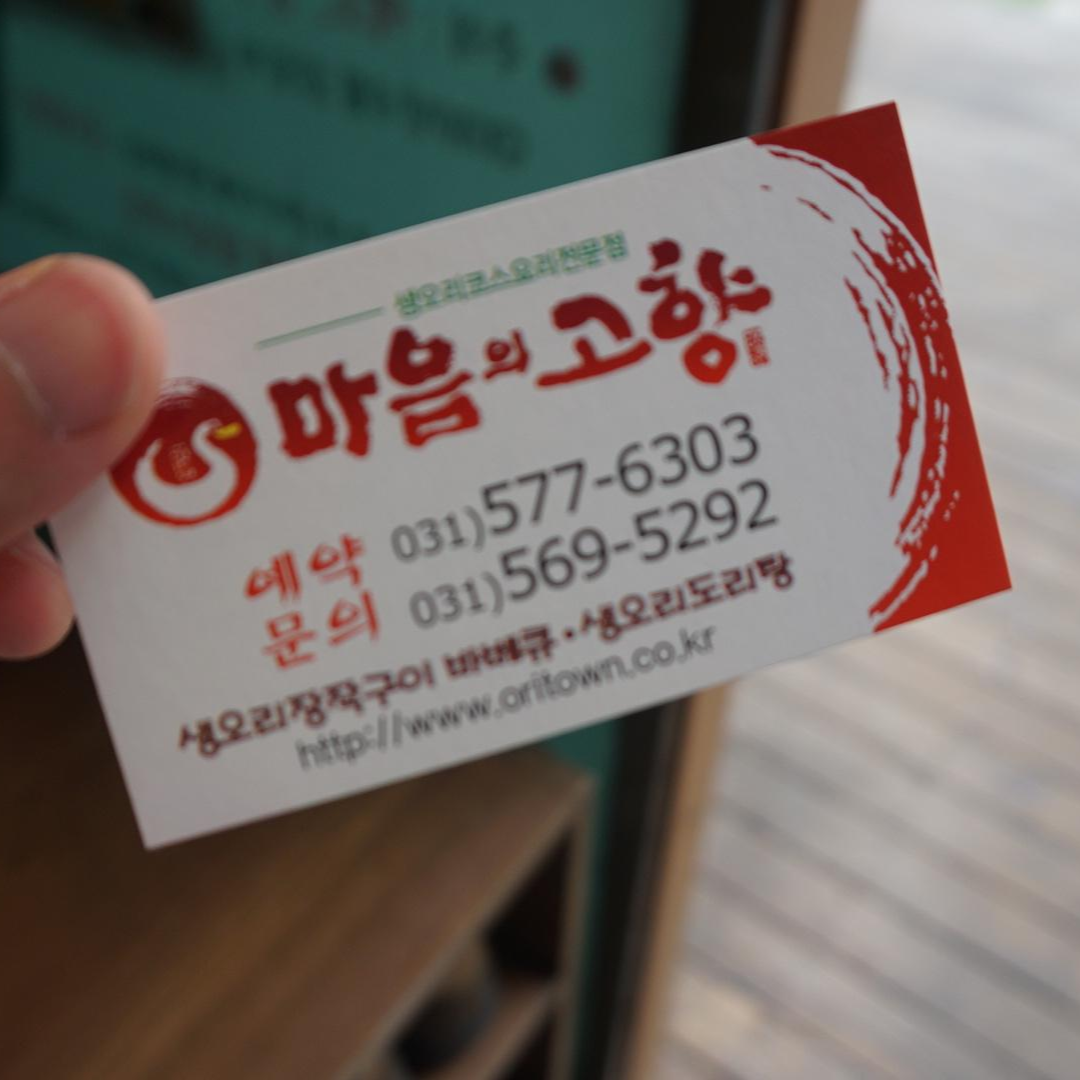 생오리코스요리전문점
마음의고향
예약 031)577-6303
문의 031)569-5292
생오리장작구이 바베큐·생오리도리탕
http://www.oritown.co.kr